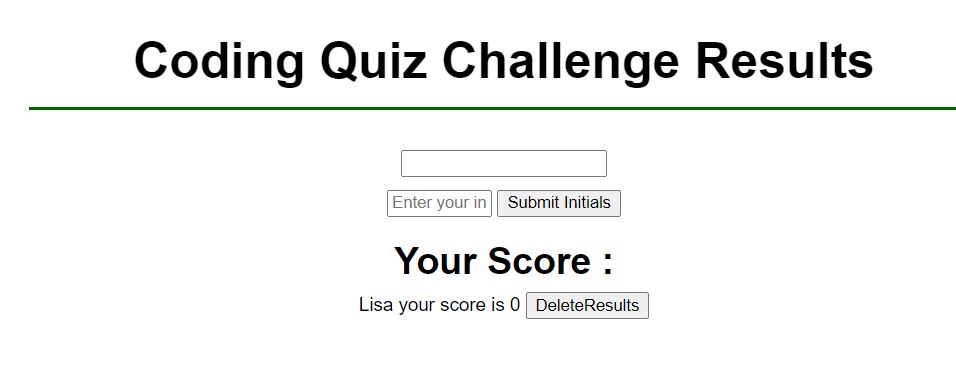 Coding Quiz Challenge Results
Enter your in Submit Initials
Your Score :
Lisa your score is 0 DeleteResults